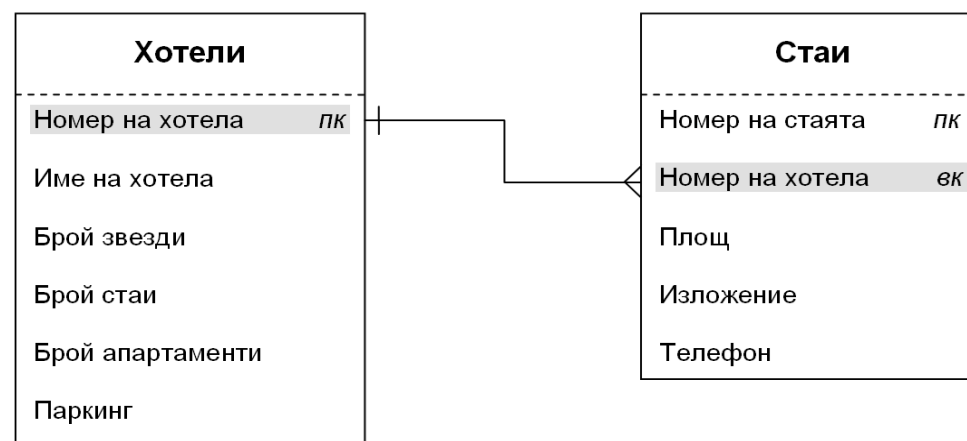 Хотели
Номер на хотела пк
Име на хотела
Брой звезди
Брой стаи
Брой апартаменти
Паркинг
Стаи
Номер на стаята пк
Номер на хотела вк
Площ
Изложение
Телефон